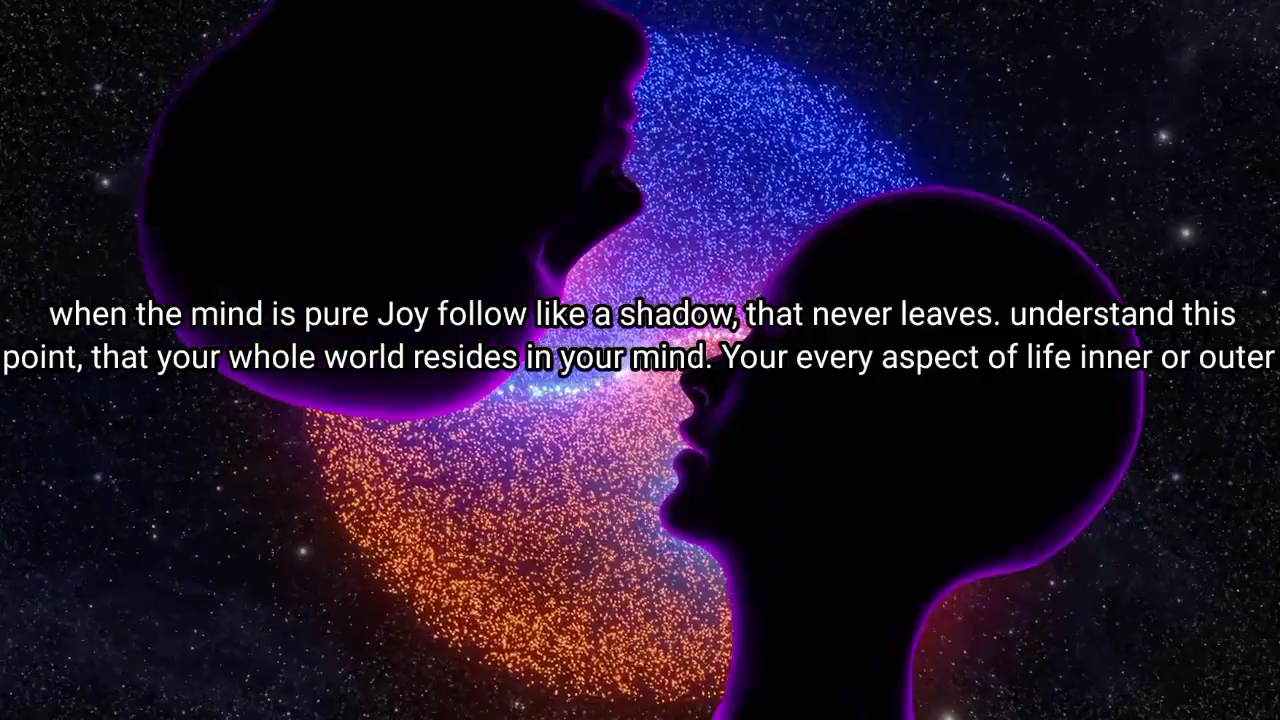 when the mind is pure Joy follow like a shadow, that never leaves. understand this
point, that your whole world resides in your mind. Your every aspect of life inner or outer